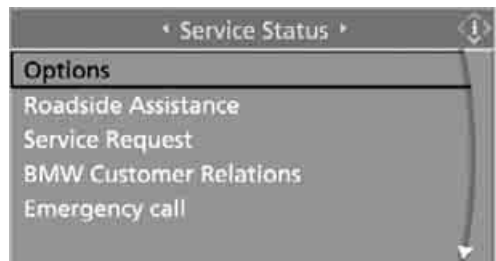 Service Status
Options
Roadside Assistance
Service Request
BMW Customer Relations
Emergency call